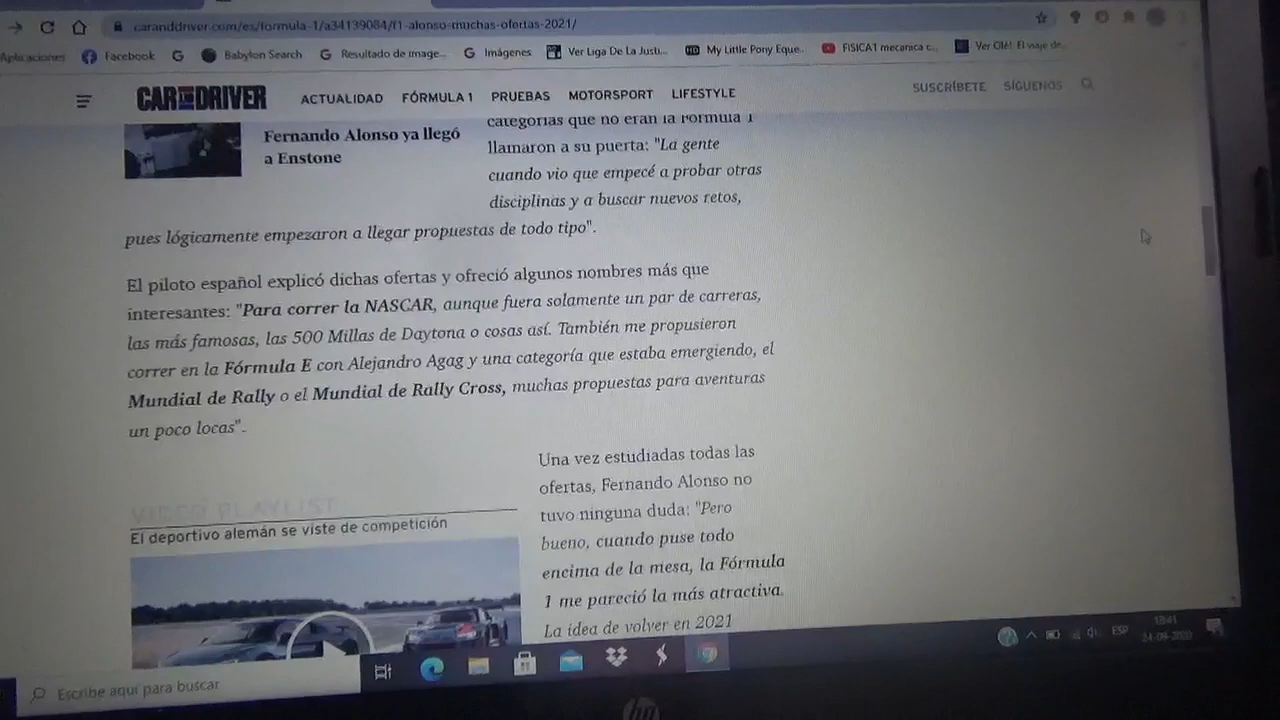 caranddriver.com/es/formula-1/a34139084/f1-alonso-muchas-ofertas-2021/
Aplicaciones Facebook Babylon Search Resultado de image... Imágenes Ver Liga De La Justi... My Little Pony Eque... FISICA1 mecanica c... Ver Olé! El viaje de...
CAR AND DRIVER ACTUALIDAD FÓRMULA 1 PRUEBAS MOTORSPORT LIFESTYLE SUSCRÍBETE SÍGUENOS
Fernando Alonso ya llegó
a Enstone
categorías que no eran la Fórmula 1
llamaron a su puerta: "La gente
cuando vio que empecé a probar otras
disciplinas y a buscar nuevos retos,
pues lógicamente empezaron a llegar propuestas de todo tipo".
El piloto español explicó dichas ofertas y ofreció algunos nombres más que
interesantes: "Para correr la NASCAR, aunque fuera solamente un par de carreras,
las más famosas, las 500 Millas de Daytona o cosas así. También me propusieron
correr en la Fórmula E con Alejandro Agag y una categoría que estaba emergiendo, el
Mundial de Rally o el Mundial de Rally Cross, muchas propuestas para aventuras
un poco locas".
Una vez estudiadas todas las
ofertas, Fernando Alonso no
tuvo ninguna duda: "Pero
bueno, cuando puse todo
encima de la mesa, la Fórmula
1 me pareció la más atractiva.
La idea de volver en 2021
VIDEO PLAYLIST
El deportivo alemán se viste de competición
Escribe aquí para buscar
ESP
18:41
24-09-2020
hp